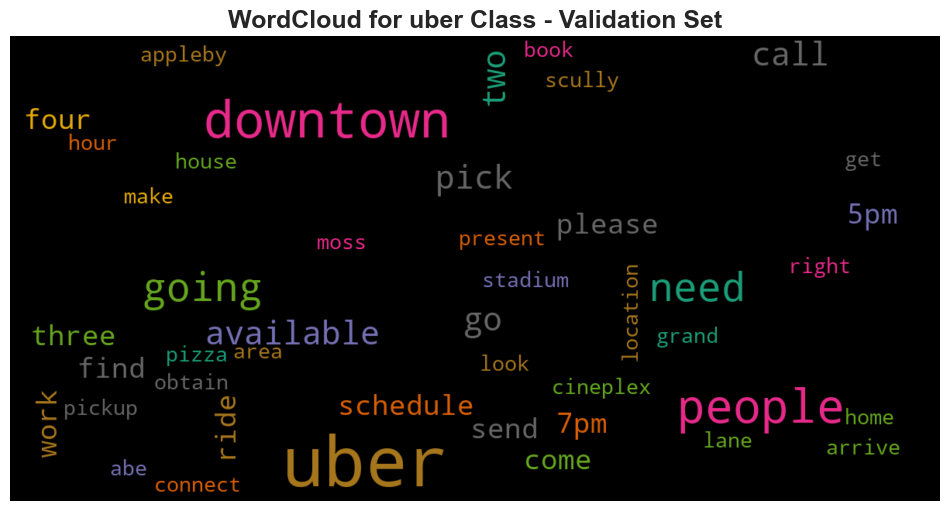 WordCloud for uber Class - Validation Set
appleby
book
call
two
scully
four
downtown
hour
house
get
pick
make
5pm
please
moss
present
right
stadium
going
need
location
go
three
available
grand
pizza
area
find
look
obtain
cineplex
work
pickup
ride
schedule
people
home
send
7pm
lane
arrive
uber
come
abe
connect